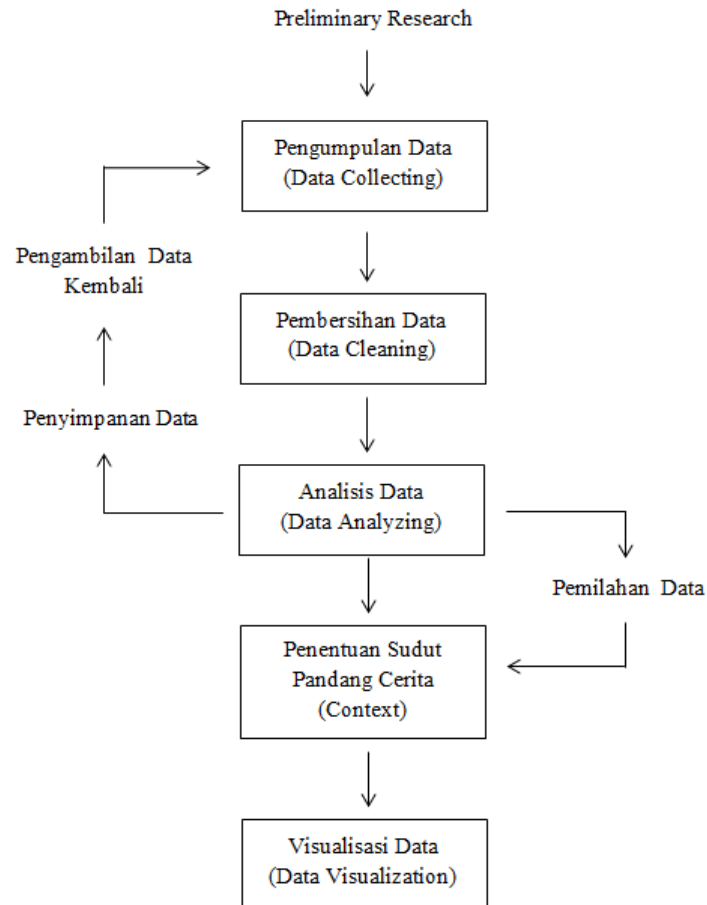 Preliminary Research
Pengumpulan Data
(Data Collecting)
Pengambilan Data
Kembali
Pembersihan Data
(Data Cleaning)
Penyimpanan Data
Analisis Data
(Data Analyzing)
Pemilahan Data
Penentuan Sudut
Pandang Cerita
(Context)
Visualisasi Data
(Data Visualization)